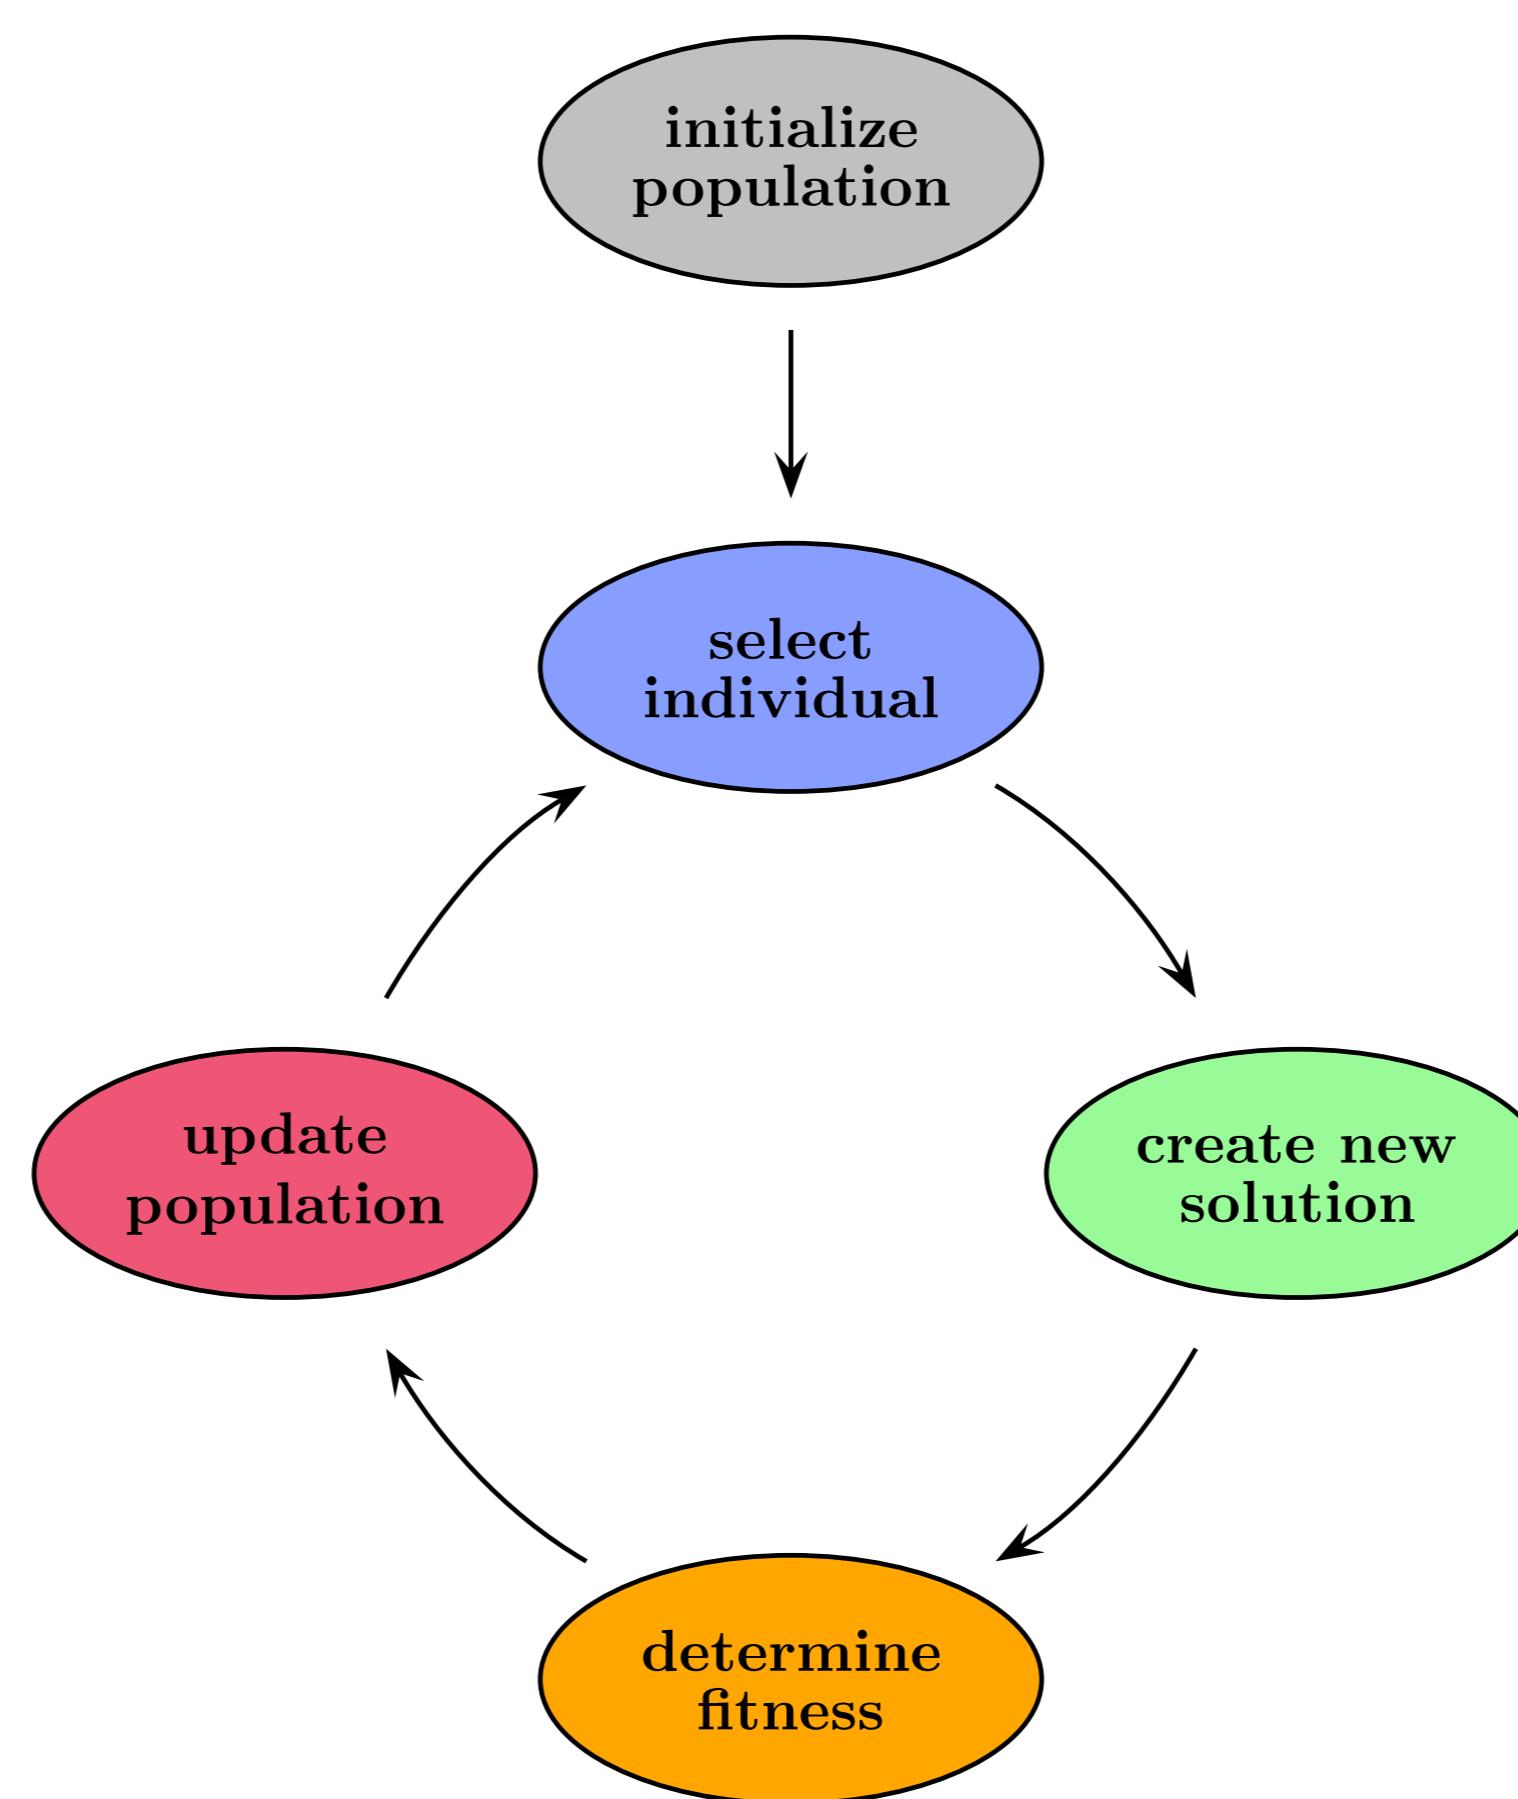 initialize
population
select
individual
update
population
create new
solution
determine
fitness